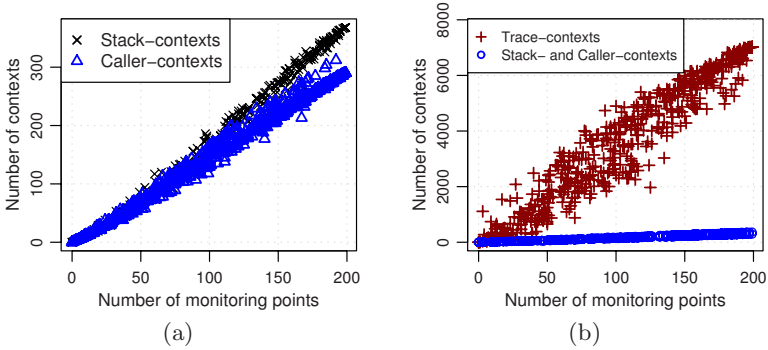 Stack−contexts
Caller−contexts
Number of contexts
0 100 200 300
0 50 100 150 200
Number of monitoring points
(a)
Trace−contexts
Stack− and Caller−contexts
Number of contexts
0 2000 4000 6000 8000
0 50 100 150 200
Number of monitoring points
(b)